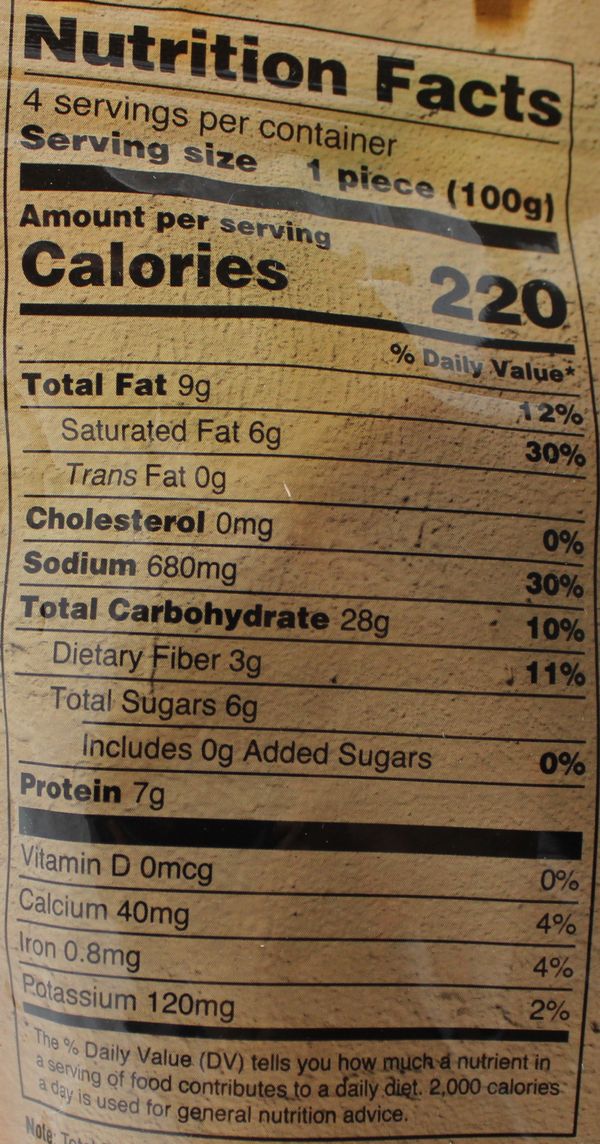 Nutrition Facts
4 servings per container
Serving size 1 piece (100g)
Amount per serving
Calories 220
% Daily Value*
Total Fat 9g 12%
Saturated Fat 6g 30%
Trans Fat 0g
Cholesterol 0mg 0%
Sodium 680mg 30%
Total Carbohydrate 28g 10%
Dietary Fiber 3g 11%
Total Sugars 6g
Includes 0g Added Sugars 0%
Protein 7g
Vitamin D 0mcg 0%
Calcium 40mg 4%
Iron 0.8mg 4%
Potassium 120mg 2%
* The % Daily Value (DV) tells you how much a nutrient in
a serving of food contributes to a daily diet. 2,000 calories
a day is used for general nutrition advice.
Note: